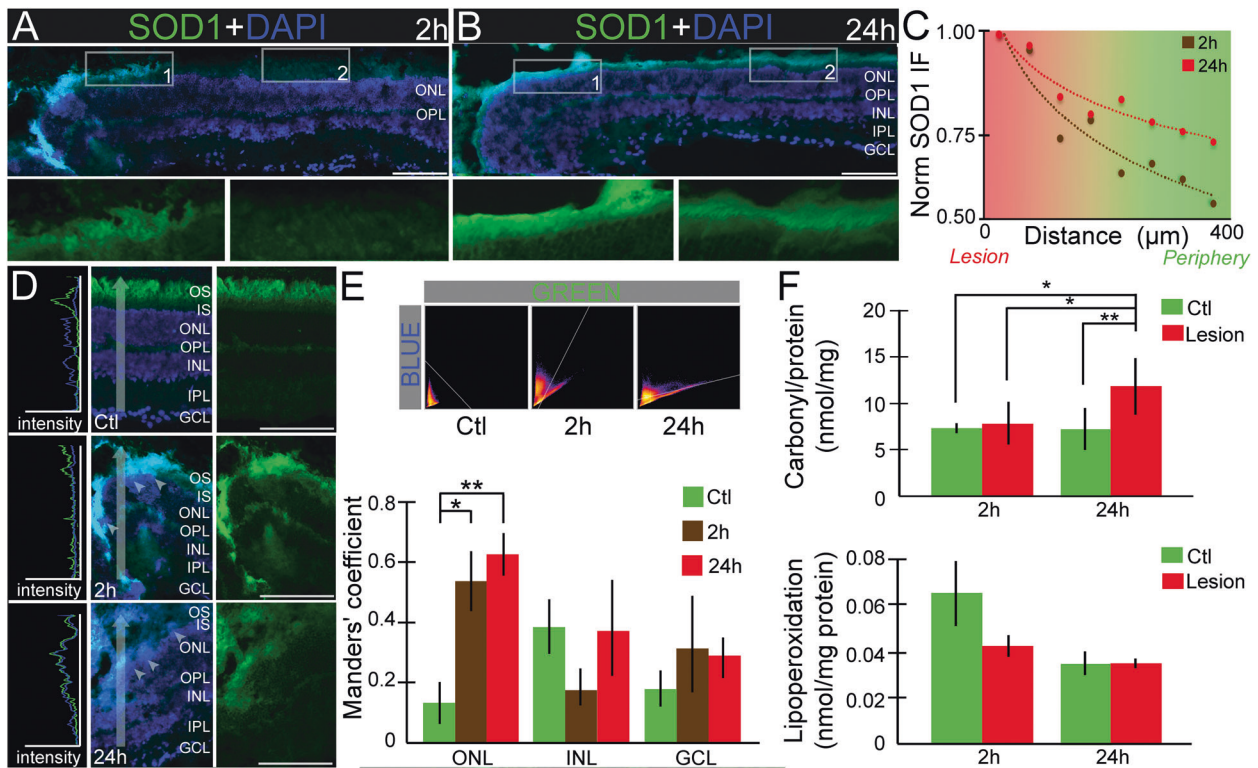 A SOD1+DAPI 2h
1
2
ONL
OPL
B SOD1+DAPI 24h
1
2
ONL
OPL
INL
IPL
GCL
C
Norm SOD1 IF
1.00
0.75
0.50
2h
24h
0
400
Distance (µm)
Lesion
Periphery
D
OS
IS
ONL
OPL
INL
IPL
GCL
intensity
Ctl
OS
IS
ONL
OPL
INL
IPL
GCL
intensity
2h
OS
IS
ONL
OPL
INL
IPL
GCL
intensity
24h
E
GREEN
BLUE
Ctl
2h
24h
Manders' coefficient
0.8
0.6
0.4
0.2
0
**
*
Ctl
2h
24h
ONL
INL
GCL
F
Carbonyl/protein
(nmol/mg)
20
15
10
5
0
*
*
**
Ctl
Lesion
2h
24h
Lipoperoxidation
(nmol/mg protein)
0.08
0.06
0.04
0.02
0
Ctl
Lesion
2h
24h